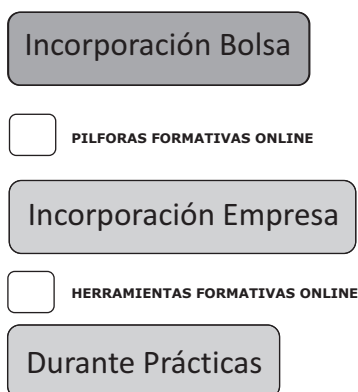 Incorporación Bolsa
PILFORAS FORMATIVAS ONLINE
Incorporación Empresa
HERRAMIENTAS FORMATIVAS ONLINE
Durante Prácticas